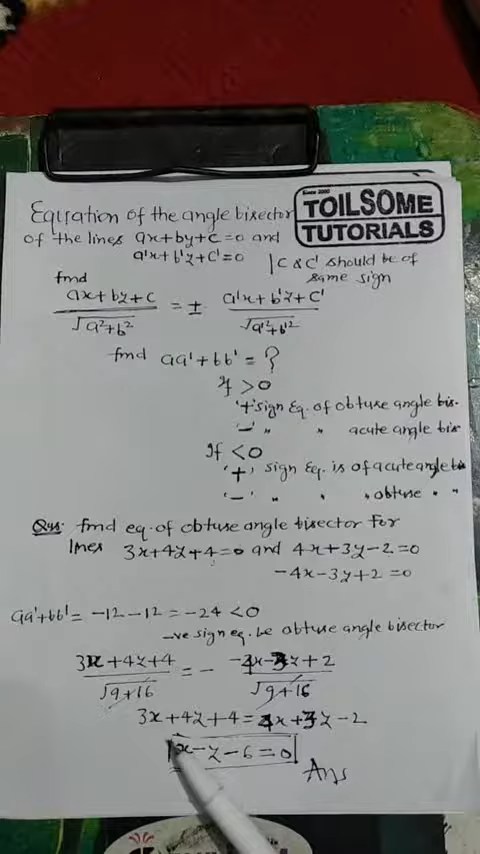 Equation of the angle bisector
of the lines ax+by+c=0 and
a'x+b'y+c'=0 | C & C' should be of
same sign
Since 2000
TOILSOME
TUTORIALS
find
ax+by+c / √a²+b² = ± a'x+b'y+c' / √a'²+b'²
find aa'+bb' = ?
If >0
'+' sign Eq. of obtuse angle bis.
'-' " " acute angle bis
If <0
'+' sign Eq. is of acute angle bis
'-' " " " obtuse " "
Ques: find eq. of obtuse angle bisector for
lines 3x+4y+4=0 and 4x+3y-2=0
-4x-3y+2=0
aa'+bb' = -12-12 = -24 <0
-ve sign eq. be obtuse angle bisector
3x+4y+4 / √9+16 = - -4x-3y+2 / √9+16
3x+4y+4 = 4x+3y-2
x-y-6=0
Ans